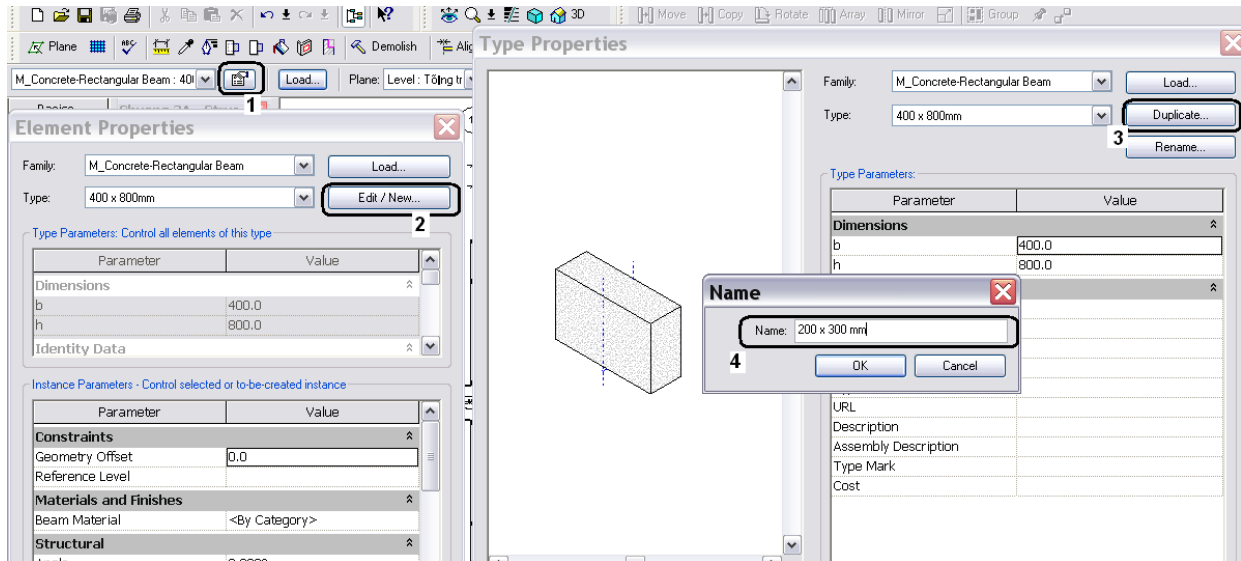 3D Move Copy Rotate Array Mirror Group
Plane ABC Demolish
M_Concrete-Rectangular Beam : 40 Load... Plane: Level : Tông tr
1
Element Properties
Family: M_Concrete-Rectangular Beam Load...
Type: 400 x 800mm Edit / New...
2
Type Parameters: Control all elements of this type
Parameter Value
Dimensions
b 400.0
h 800.0
Identity Data
Instance Parameters - Control selected or to-be-created instance
Parameter Value
Constraints
Geometry Offset 0.0
Reference Level
Materials and Finishes
Beam Material <By Category>
Structural
Type Properties
Family: M_Concrete-Rectangular Beam Load...
Type: 400 x 800mm Duplicate...
3
Rename...
Type Parameters:
Parameter Value
Dimensions
b 400.0
h 800.0
Name
Name: 200 x 300 mm
4
OK Cancel
URL
Description
Assembly Description
Type Mark
Cost